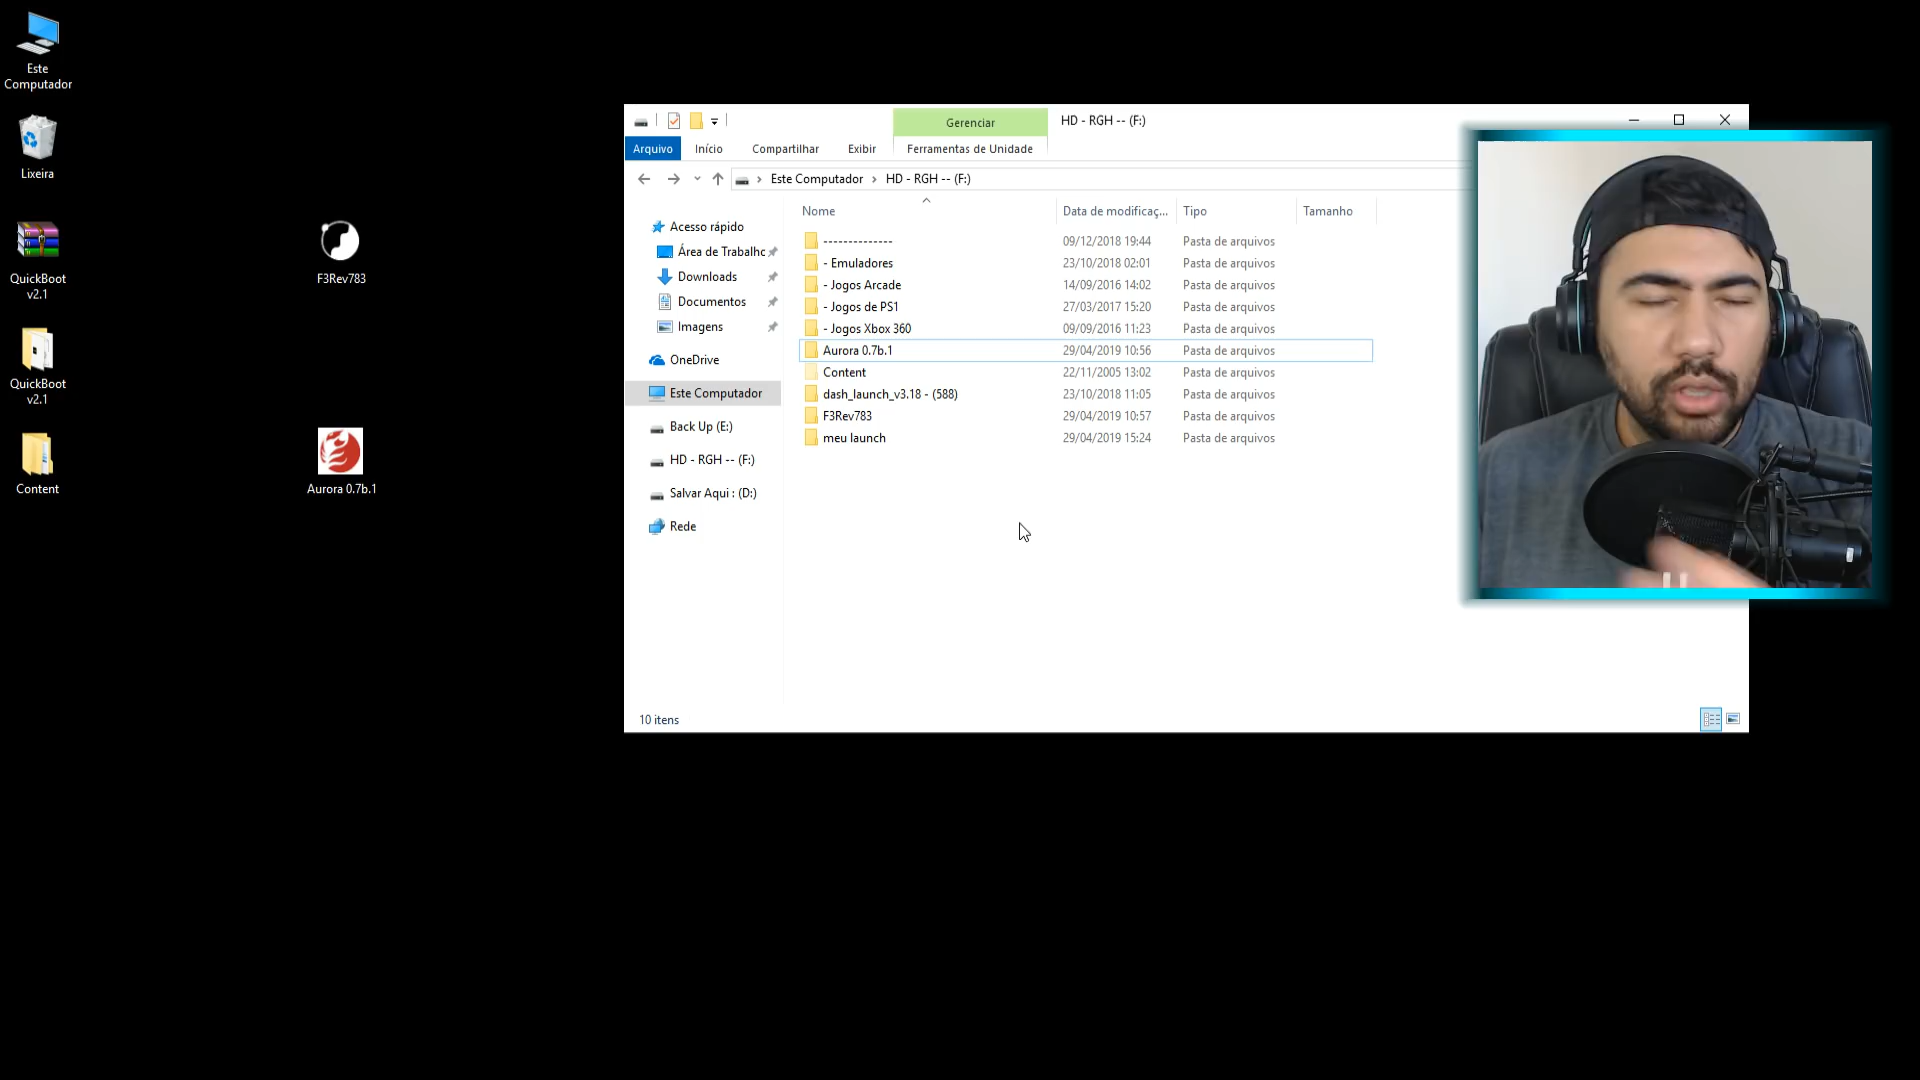 Este
Computador
Lixeira
QuickBoot
v2.1
F3Rev783
QuickBoot
v2.1
Content
Aurora 0.7b.1
Gerenciar
HD - RGH -- (F:)
Arquivo
Início
Compartilhar
Exibir
Ferramentas de Unidade
Este Computador
HD - RGH -- (F:)
Acesso rápido
Área de Trabalho
Downloads
Documentos
Imagens
OneDrive
Este Computador
Back Up (E:)
HD - RGH -- (F:)
Salvar Aqui : (D:)
Rede
Nome Data de modificaç... Tipo Tamanho
-------------- 09/12/2018 19:44 Pasta de arquivos
- Emuladores 23/10/2018 02:01 Pasta de arquivos
- Jogos Arcade 14/09/2016 14:02 Pasta de arquivos
- Jogos de PS1 27/03/2017 15:20 Pasta de arquivos
- Jogos Xbox 360 09/09/2016 11:23 Pasta de arquivos
Aurora 0.7b.1 29/04/2019 10:56 Pasta de arquivos
Content 22/11/2005 13:02 Pasta de arquivos
dash_launch_v3.18 - (588) 23/10/2018 11:05 Pasta de arquivos
F3Rev783 29/04/2019 10:57 Pasta de arquivos
meu launch 29/04/2019 15:24 Pasta de arquivos
10 itens